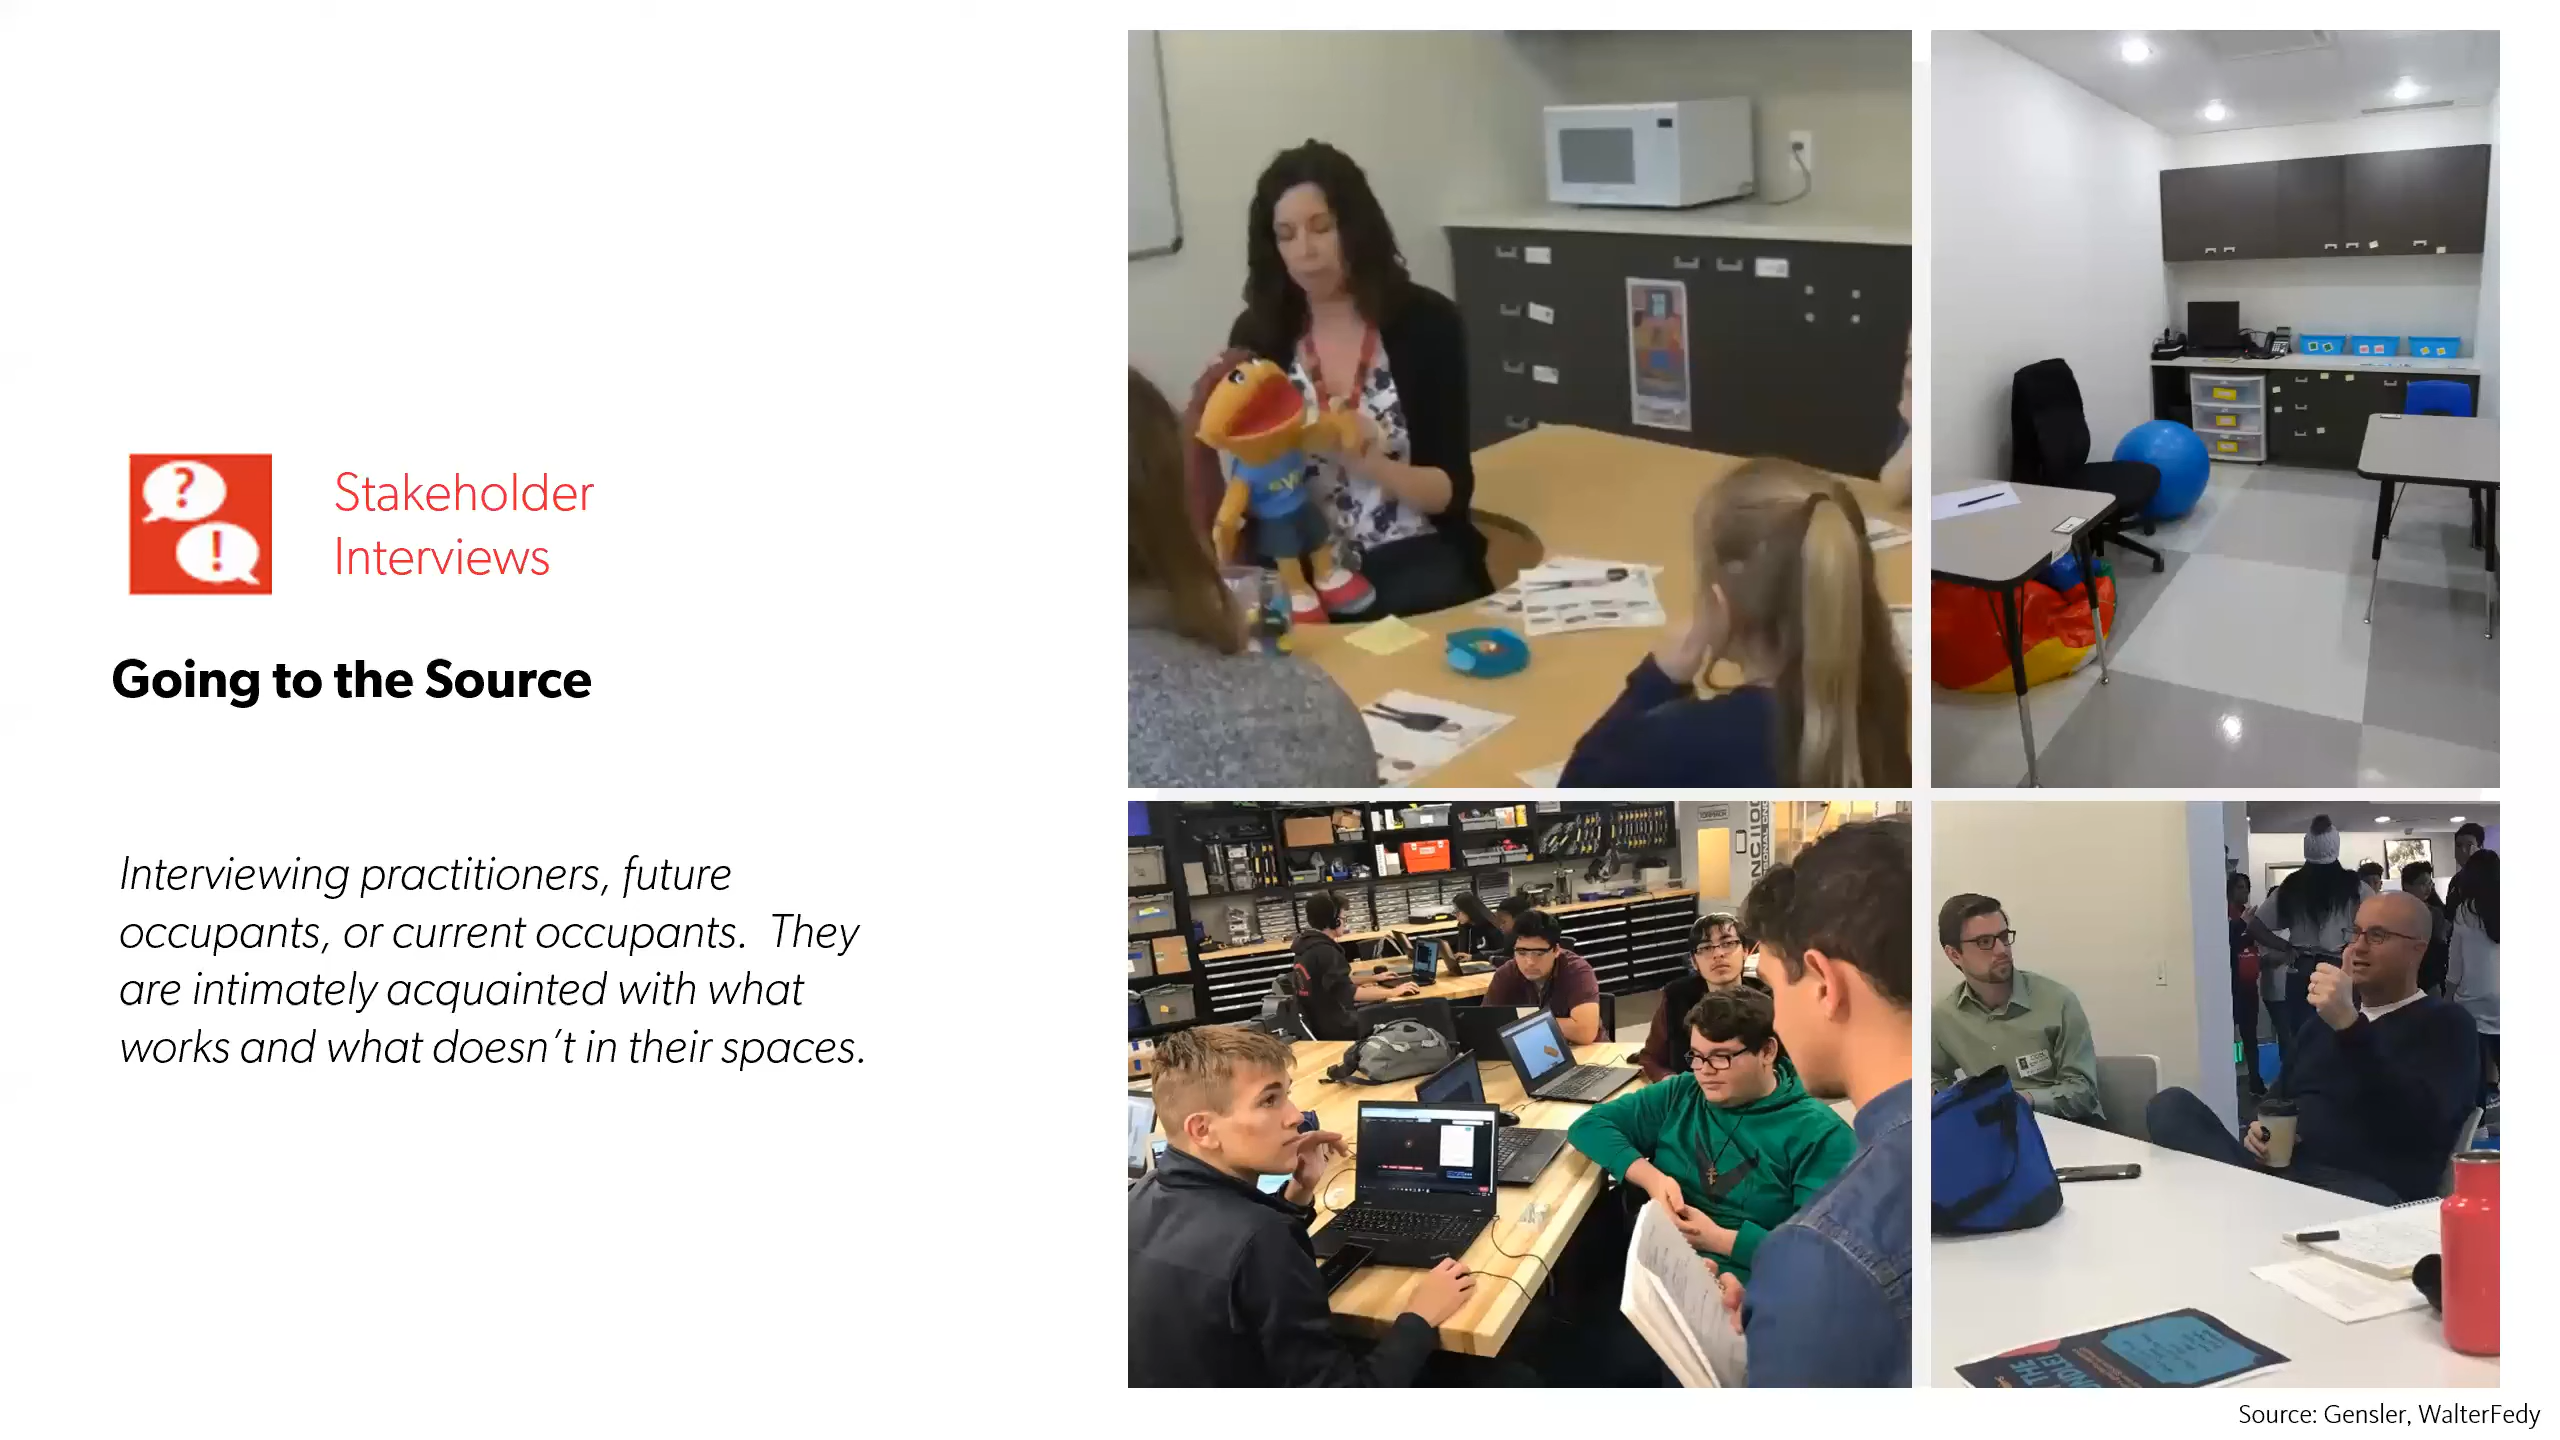 ?
!
Stakeholder
Interviews
Going to the Source
Interviewing practitioners, future
occupants, or current occupants.  They
are intimately acquainted with what
works and what doesn't in their spaces.
Source: Gensler, WalterFedy